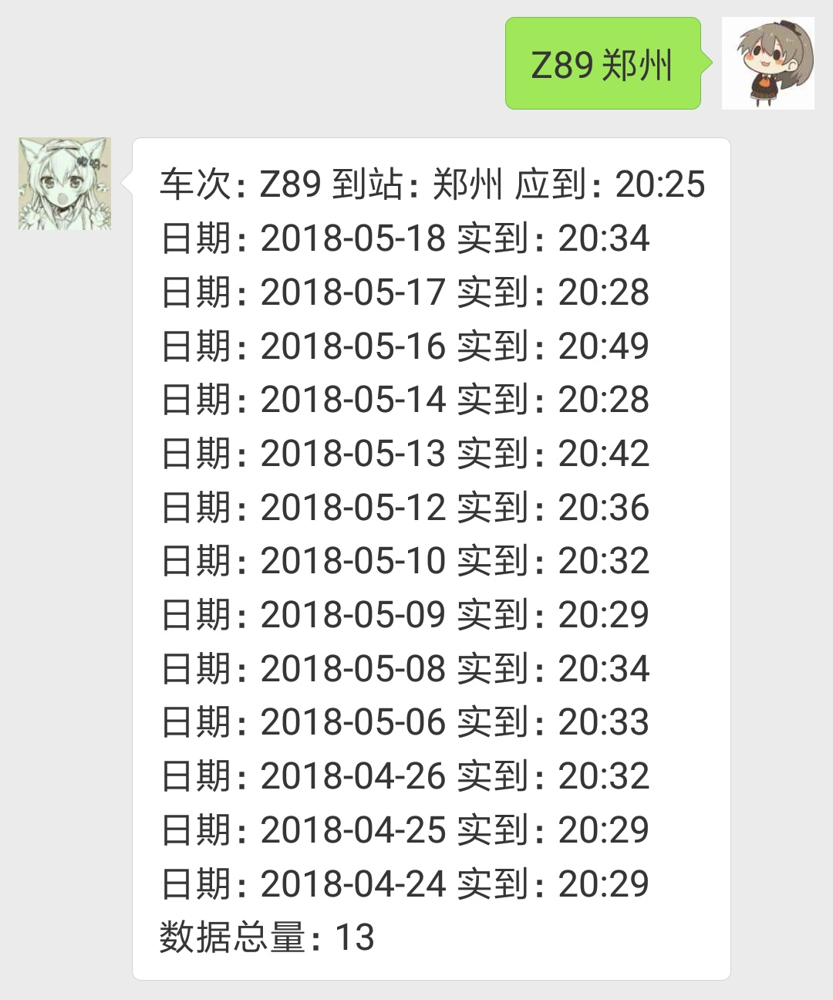 Z89 郑州
车次：Z89 到站：郑州 应到：20:25
日期：2018-05-18 实到：20:34
日期：2018-05-17 实到：20:28
日期：2018-05-16 实到：20:49
日期：2018-05-14 实到：20:28
日期：2018-05-13 实到：20:42
日期：2018-05-12 实到：20:36
日期：2018-05-10 实到：20:32
日期：2018-05-09 实到：20:29
日期：2018-05-08 实到：20:34
日期：2018-05-06 实到：20:33
日期：2018-04-26 实到：20:32
日期：2018-04-25 实到：20:29
日期：2018-04-24 实到：20:29
数据总量：13